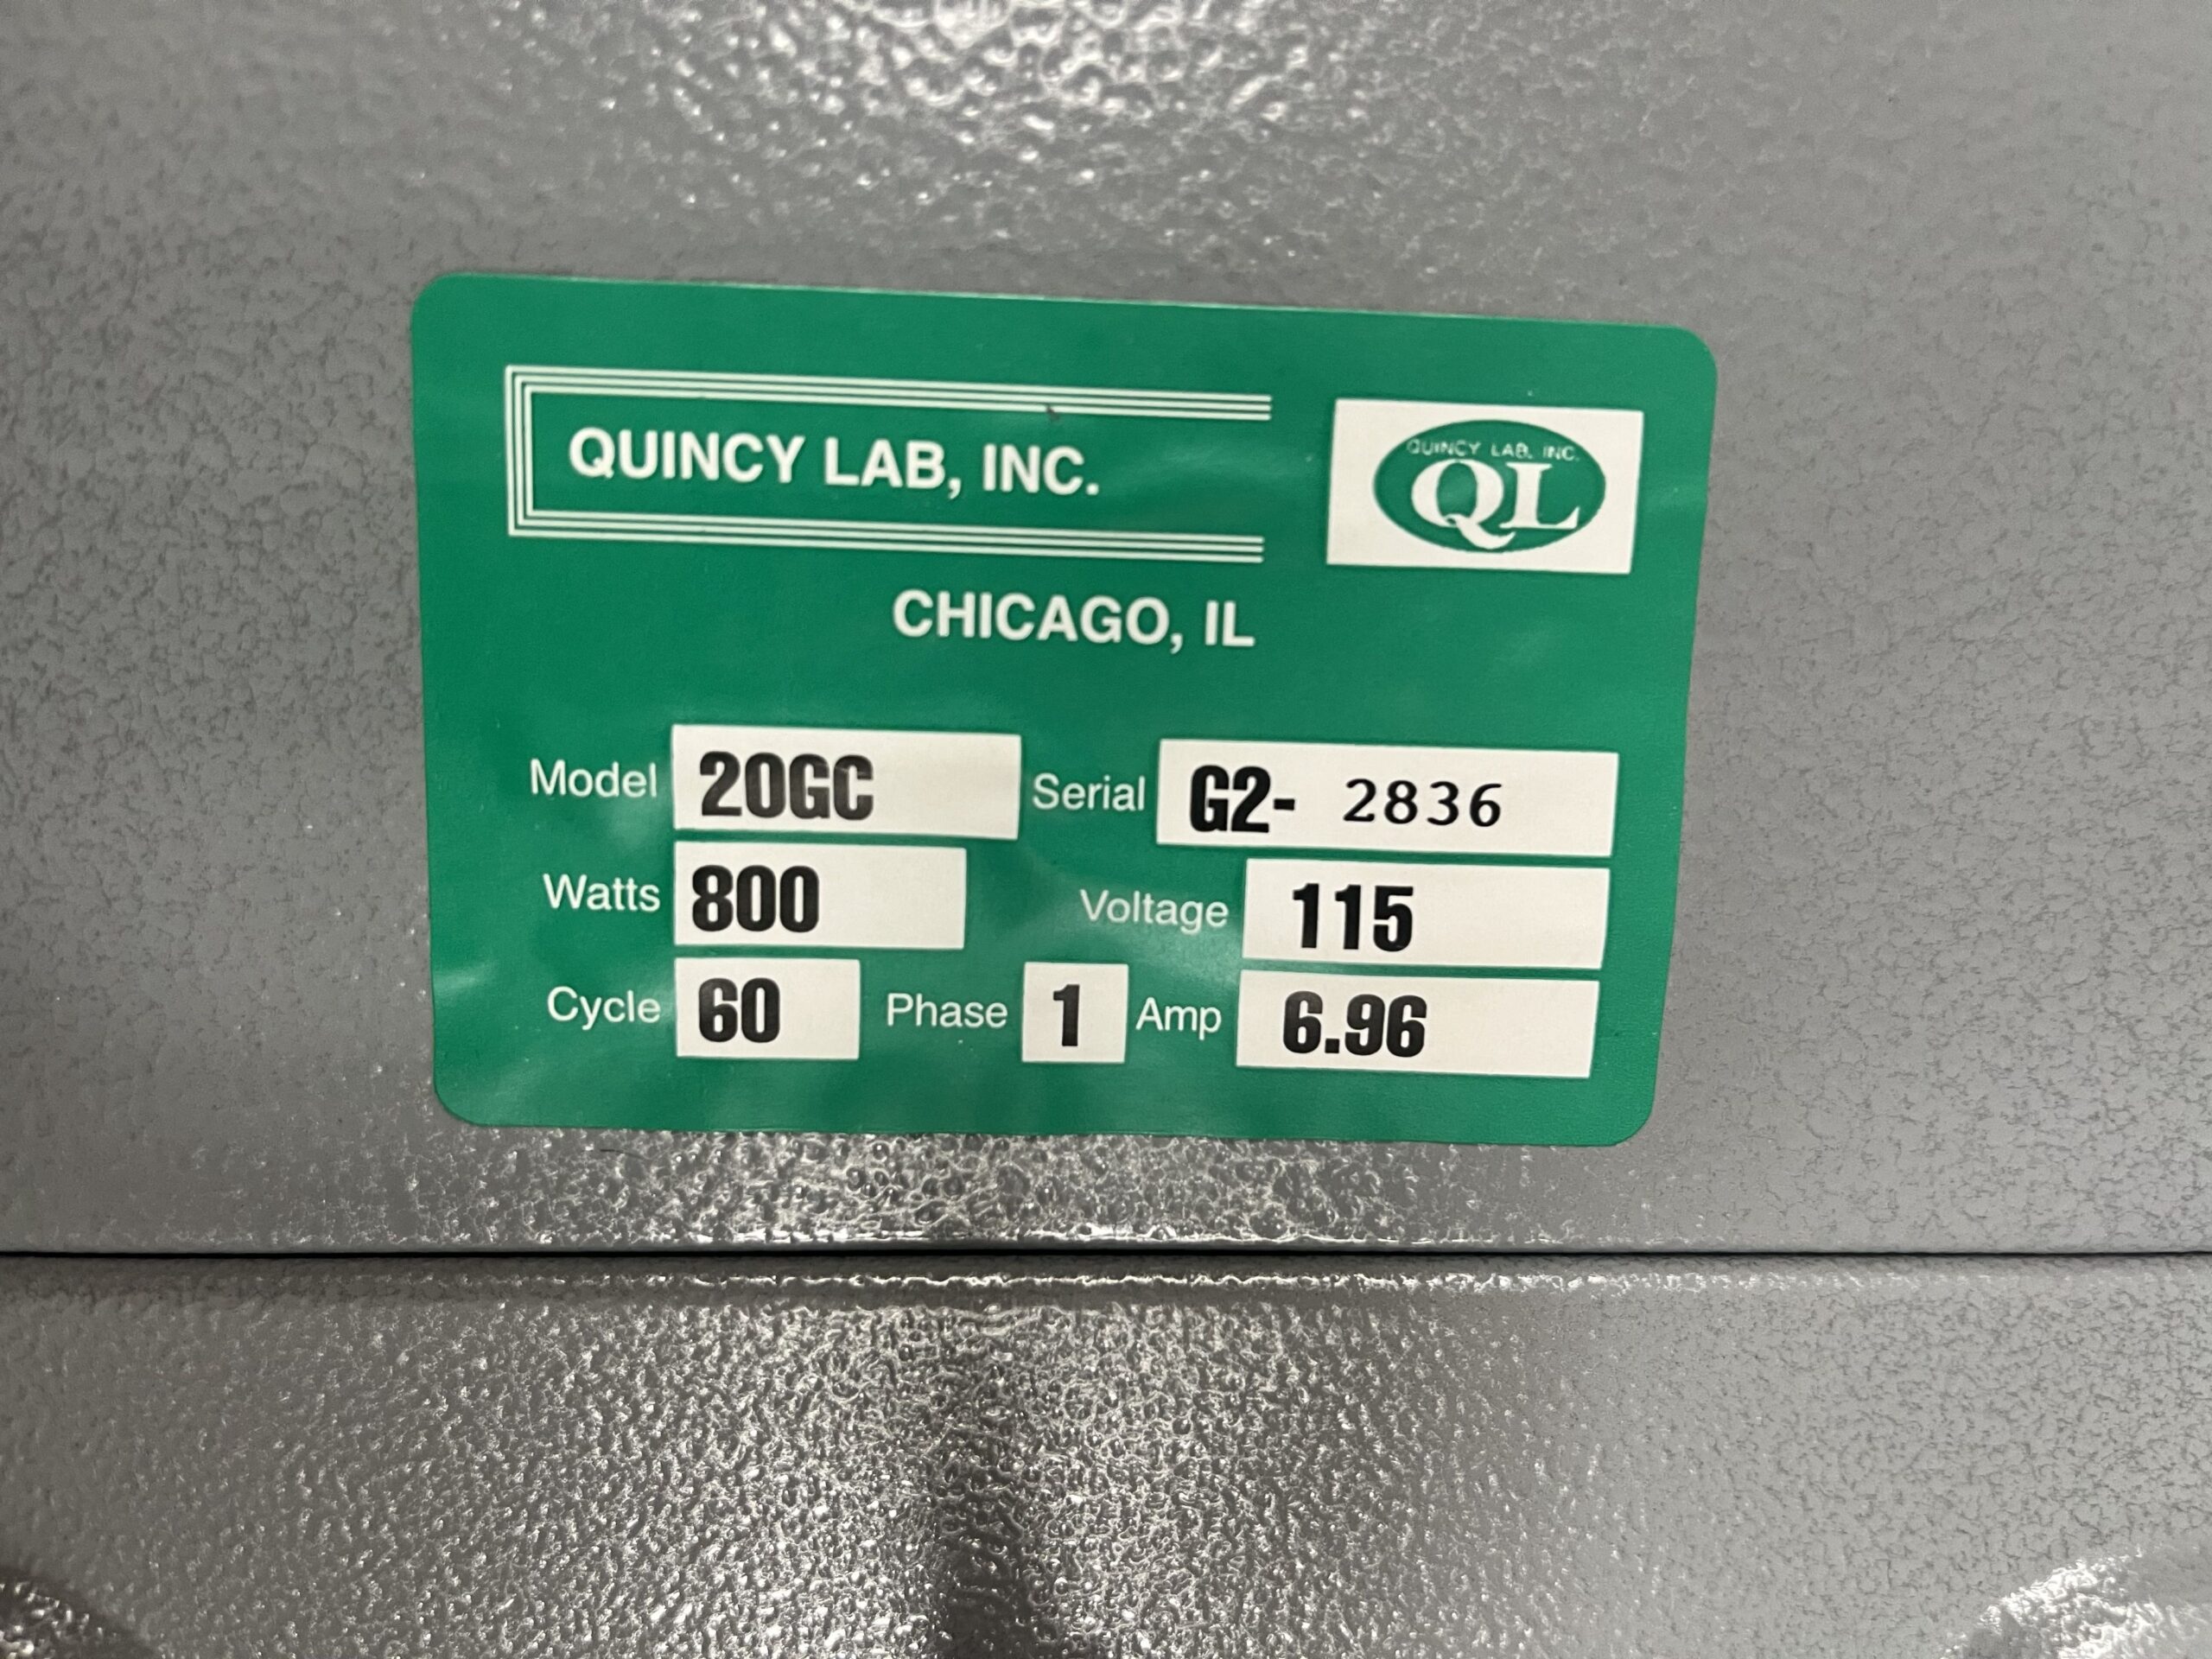 QUINCY LAB, INC.
QUINCY LAB, INC.
QL
CHICAGO, IL
Model 20GC Serial G2- 2836
Watts 800 Voltage 115
Cycle 60 Phase 1 Amp 6.96